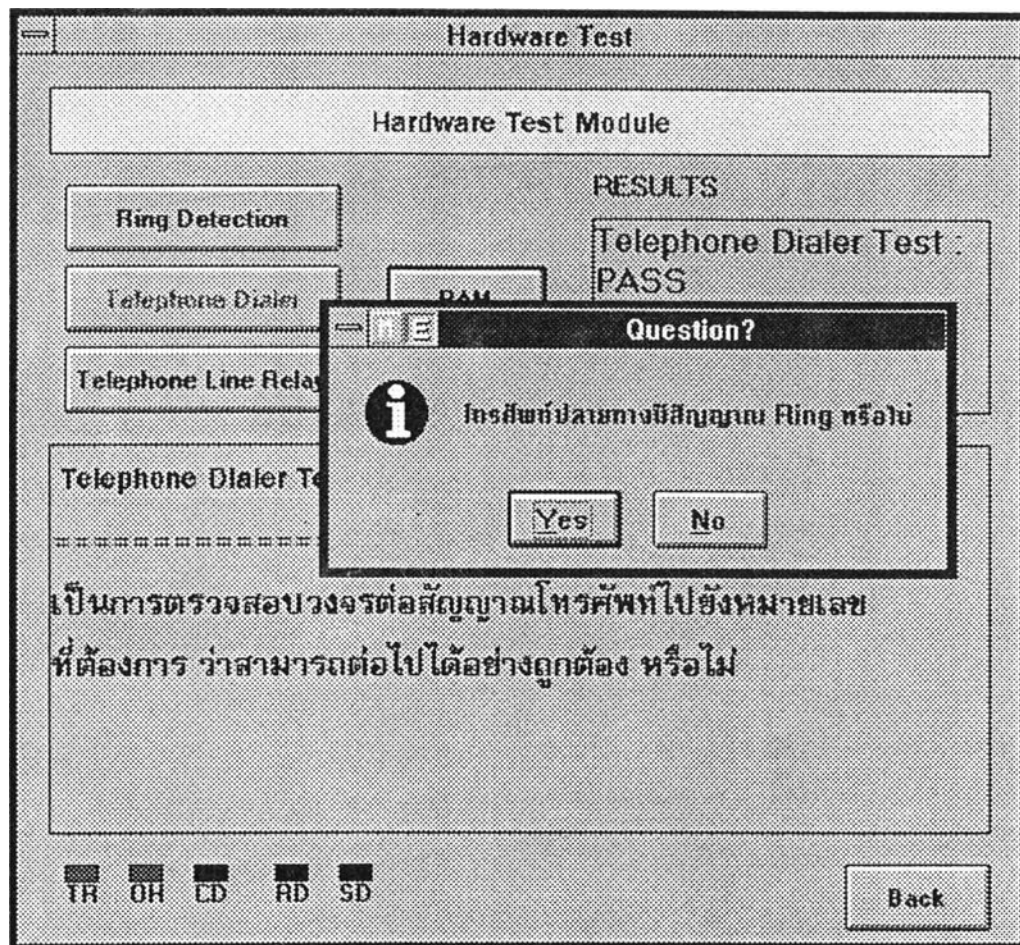 Hardware Test
Hardware Test Module
RESULTS
Ring Detection
Telephone Dialer Test :
PASS
Telephone Dialer
RAM
Question?
Telephone Line Relay
โทรศัพท์ปลายทางมีสัญญาณ Ring หรือไม่
Yes
No
Telephone Dialer Te
==================
เป็นการตรวจสอบวงจรต่อสัญญาณโทรศัพท์ไปยังหมายเลข
ที่ต้องการ ว่าสามารถต่อไปได้อย่างถูกต้อง หรือไม่
TR OH CD RD SD
Back